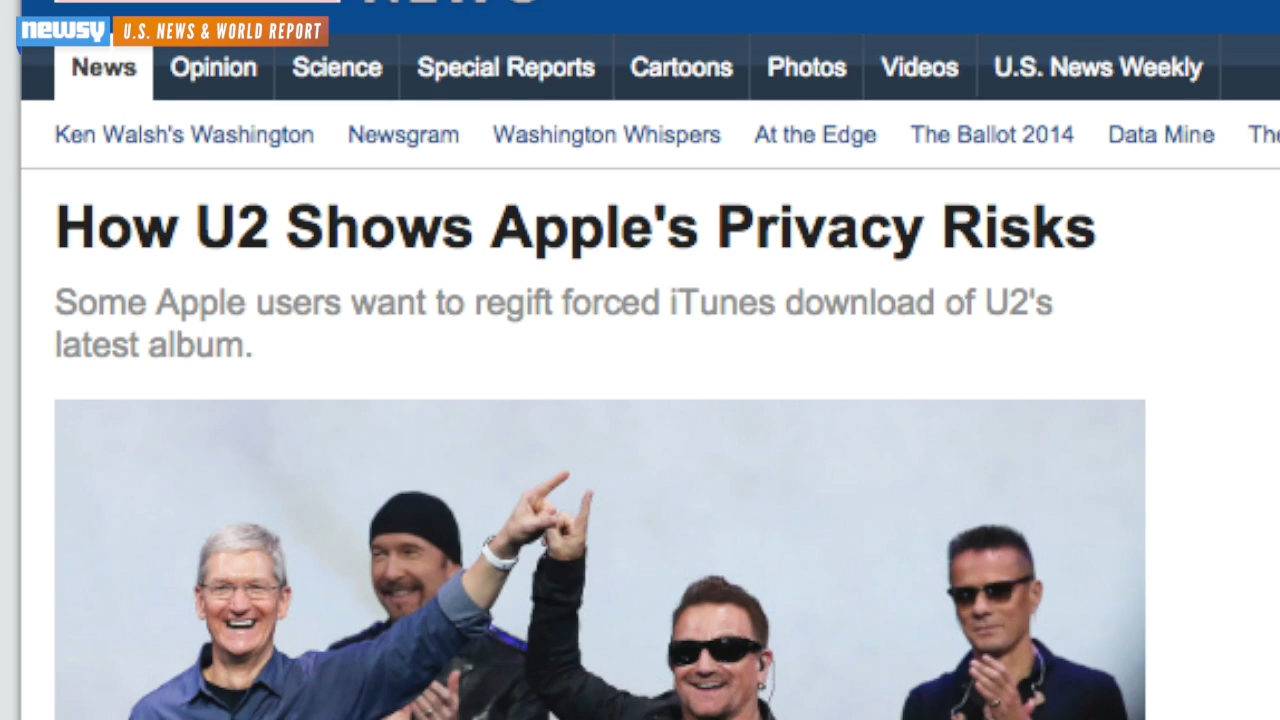 newsy U.S. NEWS & WORLD REPORT
News Opinion Science Special Reports Cartoons Photos Videos U.S. News Weekly
Ken Walsh's Washington Newsgram Washington Whispers At the Edge The Ballot 2014 Data Mine
How U2 Shows Apple's Privacy Risks
Some Apple users want to regift forced iTunes download of U2's
latest album.